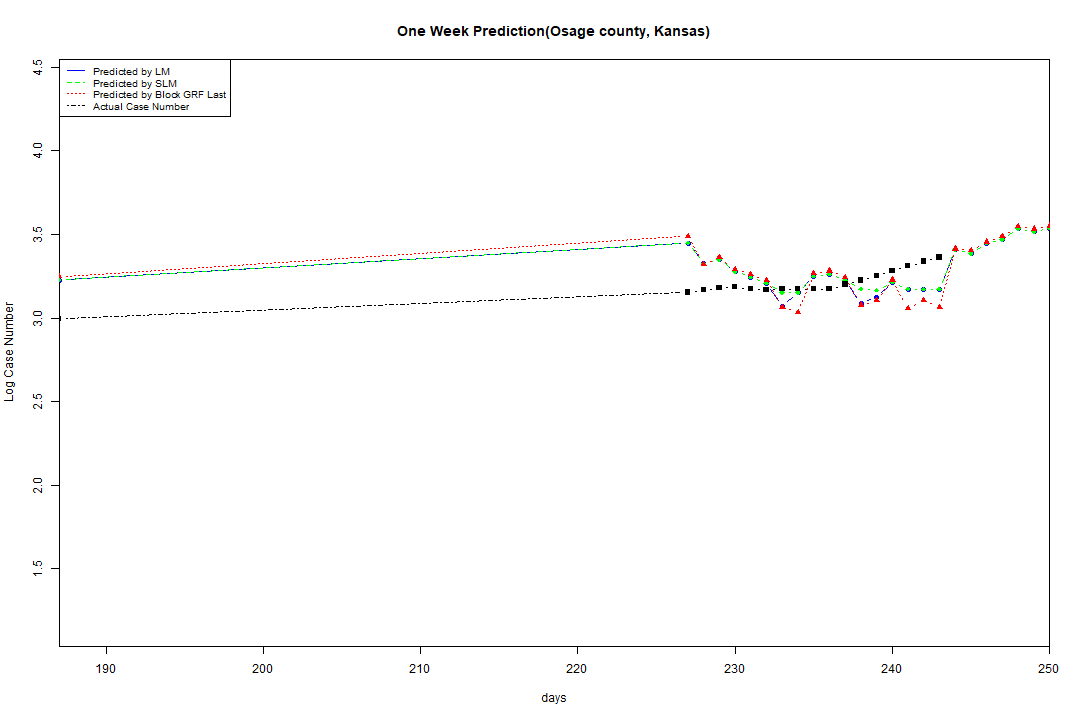 One Week Prediction(Osage county, Kansas)
Predicted by LM
Predicted by SLM
Predicted by Block GRF Last
Actual Case Number
4.5
4.0
3.5
3.0
2.5
2.0
1.5
Log Case Number
190 200 210 220 230 240 250
days